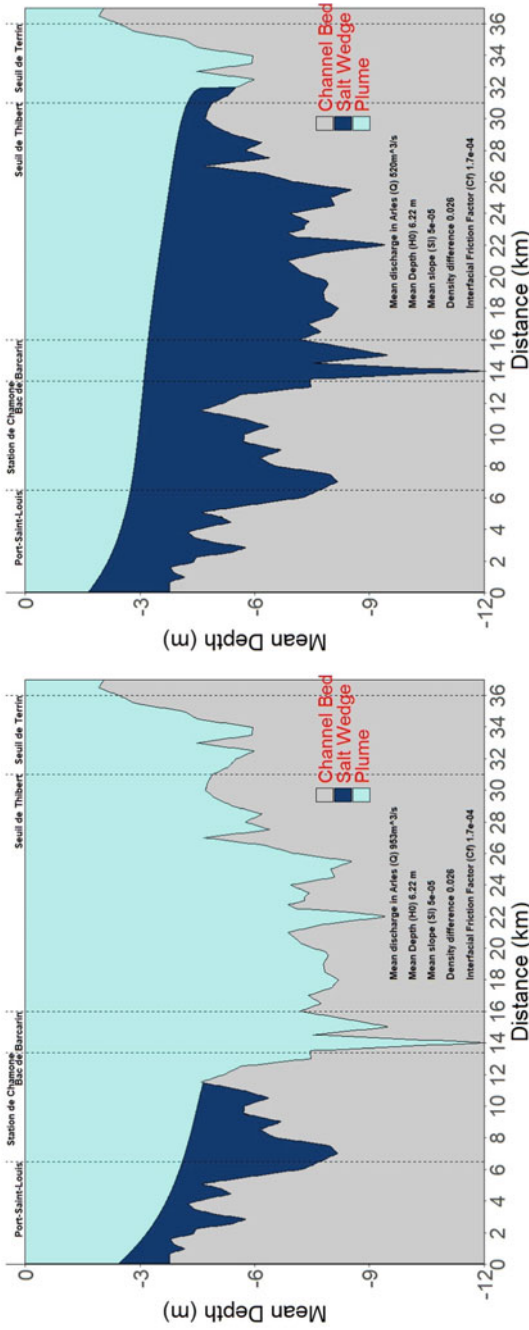 Station de Chamone
Port-Saint-Louis
Bac de Barcarin
Seuil de Thibert
Seuil de Terrin
0
-3
-6
-9
-12
Mean Depth (m)
Channel Bed
Salt Wedge
Plume
Mean discharge in Arles (Q) 953m^3/s
Mean Depth (H0) 6.22 m
Mean slope (Sl) 5e-05
Density difference 0.026
Interfacial Friction Factor (Cf) 1.7e-04
0 2 4 6 8 10 12 14 16 18 20 22 24 26 28 30 32 34 36
Distance (km)
Station de Chamone
Port-Saint-Louis
Bac de Barcarin
Seuil de Thibert
Seuil de Terrin
0
-3
-6
-9
-12
Mean Depth (m)
Channel Bed
Salt Wedge
Plume
Mean discharge in Arles (Q) 520m^3/s
Mean Depth (H0) 6.22 m
Mean slope (Sl) 5e-05
Density difference 0.026
Interfacial Friction Factor (Cf) 1.7e-04
0 2 4 6 8 10 12 14 16 18 20 22 24 26 28 30 32 34 36
Distance (km)